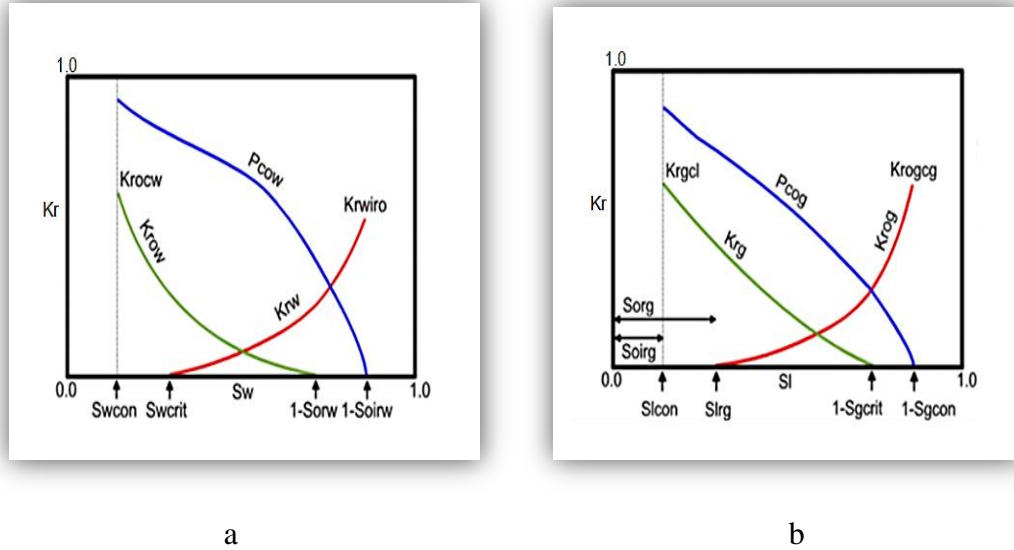 1.0
Kr
Krocw
Krow
Pcow
Krwiro
Krw
0.0
Sw
1.0
Swcon Swcrit 1-Sorw 1-Soirw
a
1.0
Kr
Krgcl
Krg
Pcog
Krogcg
Krog
Sorg
Soirg
0.0
Sl
1.0
Slcon Slrg 1-Sgcrit 1-Sgcon
b